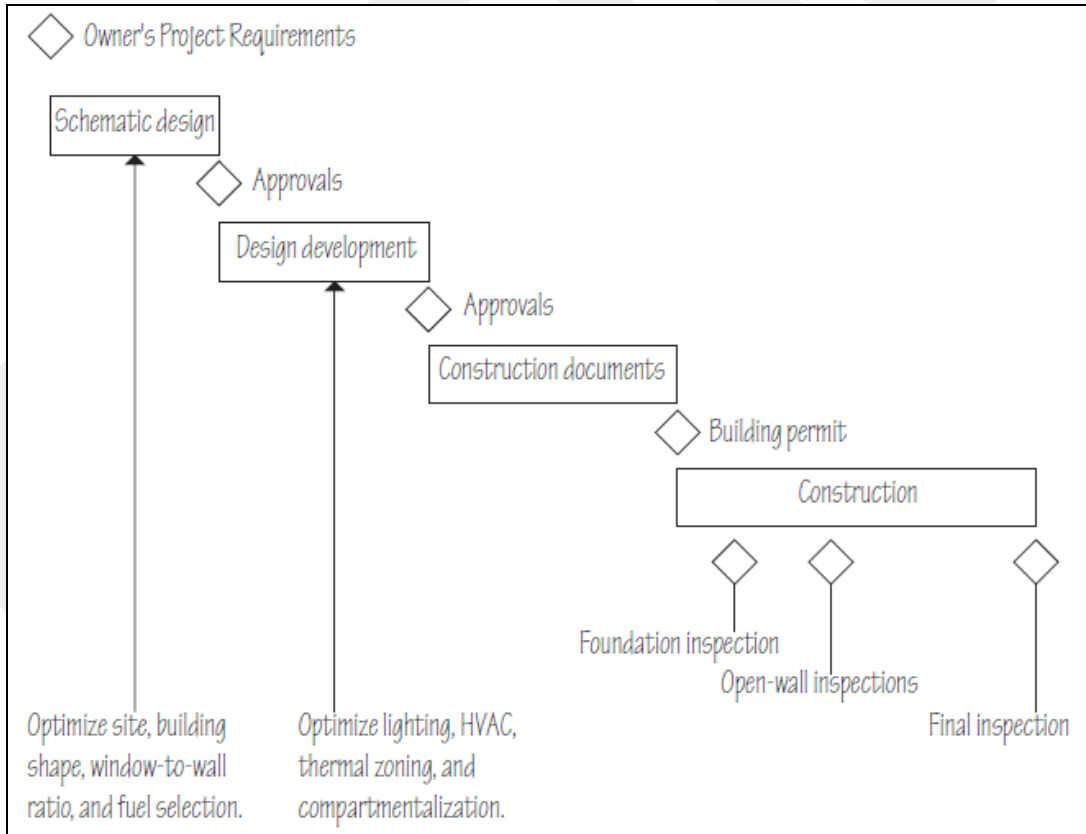 Owner's Project Requirements
Schematic design
Approvals
Design development
Approvals
Construction documents
Building permit
Construction
Foundation inspection
Open-wall inspections
Final inspection
Optimize site, building
shape, window-to-wall
ratio, and fuel selection.
Optimize lighting, HVAC,
thermal zoning, and
compartmentalization.